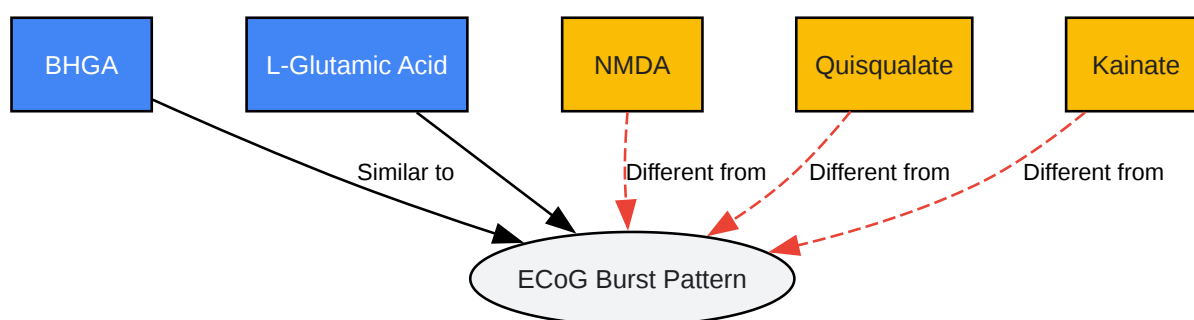 BHGA
L-Glutamic Acid
NMDA
Quisqualate
Kainate
Similar to
Different from
Different from
Different from
ECoG Burst Pattern